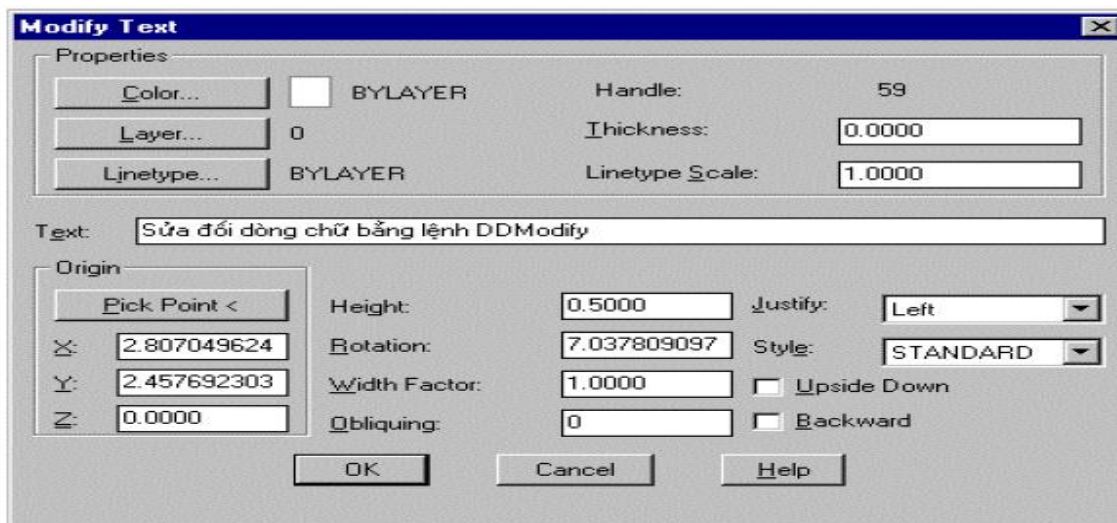 Modify Text
Properties
Color... BYLAYER Handle: 59
Layer... 0 Thickness: 0.0000
Linetype... BYLAYER Linetype Scale: 1.0000
Text: Sửa đổi dòng chữ bằng lệnh DDModify
Origin
Pick Point < Height: 0.5000 Justify: Left
X: 2.807049624 Rotation: 7.037809097 Style: STANDARD
Y: 2.457692303 Width Factor: 1.0000 Upside Down
Z: 0.0000 Obliquing: 0 Backward
OK Cancel Help